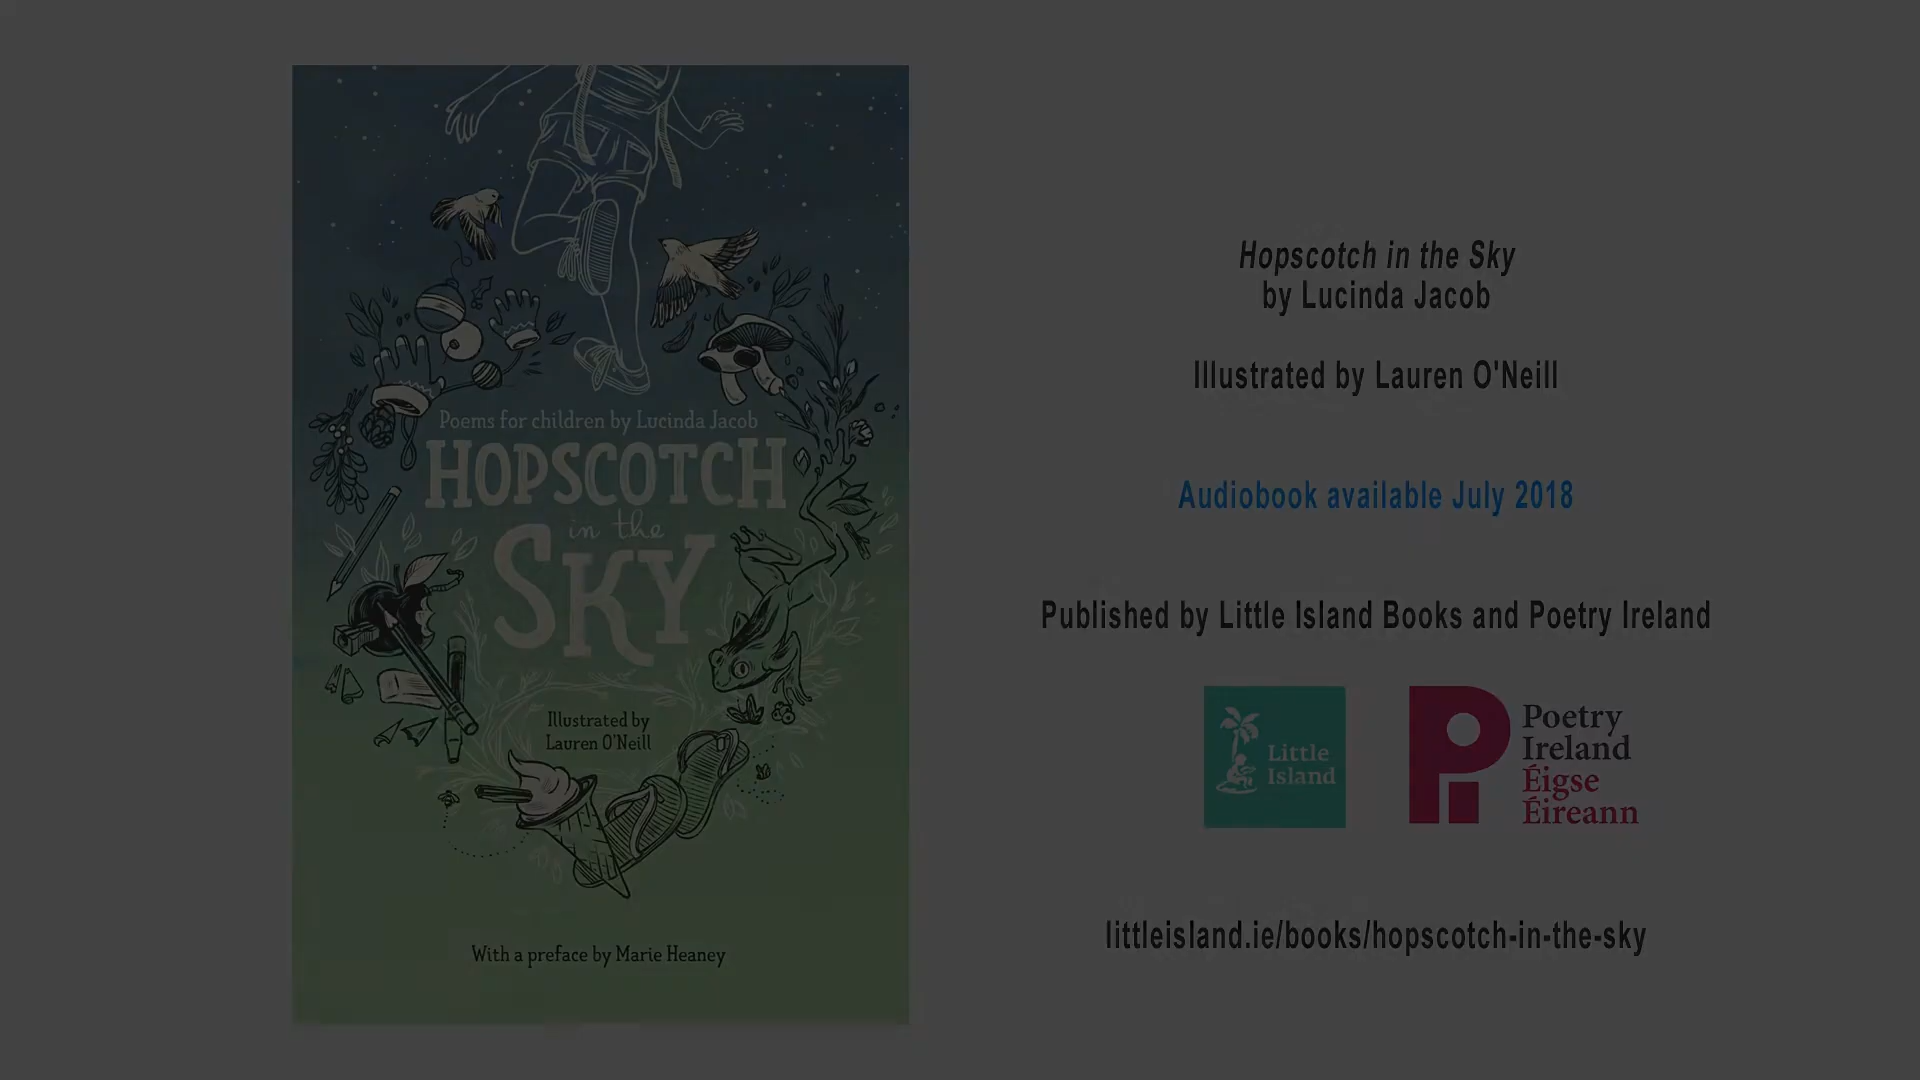 Poems for children by Lucinda Jacob
HOPSCOTCH
in the
SKY
Illustrated by
Lauren O'Neill
With a preface by Marie Heaney
Hopscotch in the Sky
by Lucinda Jacob
Illustrated by Lauren O'Neill
Audiobook available July 2018
Published by Little Island Books and Poetry Ireland
Little
Island
Poetry
Ireland
Éigse
Éireann
littleisland.ie/books/hopscotch-in-the-sky